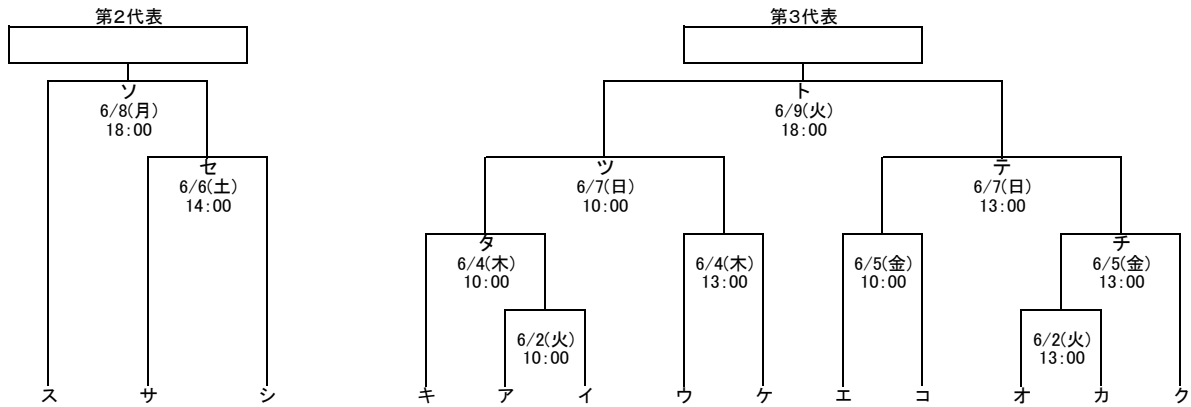 第2代表
第3代表
ソ
6/8(月)
18:00
ト
6/9(火)
18:00
セ
6/6(土)
14:00
ツ
6/7(日)
10:00
テ
6/7(日)
13:00
タ
6/4(木)
10:00
6/4(木)
13:00
6/5(金)
10:00
チ
6/5(金)
13:00
6/2(火)
10:00
6/2(火)
13:00
ス サ シ キ ア イ ウ ケ エ コ オ カ ク